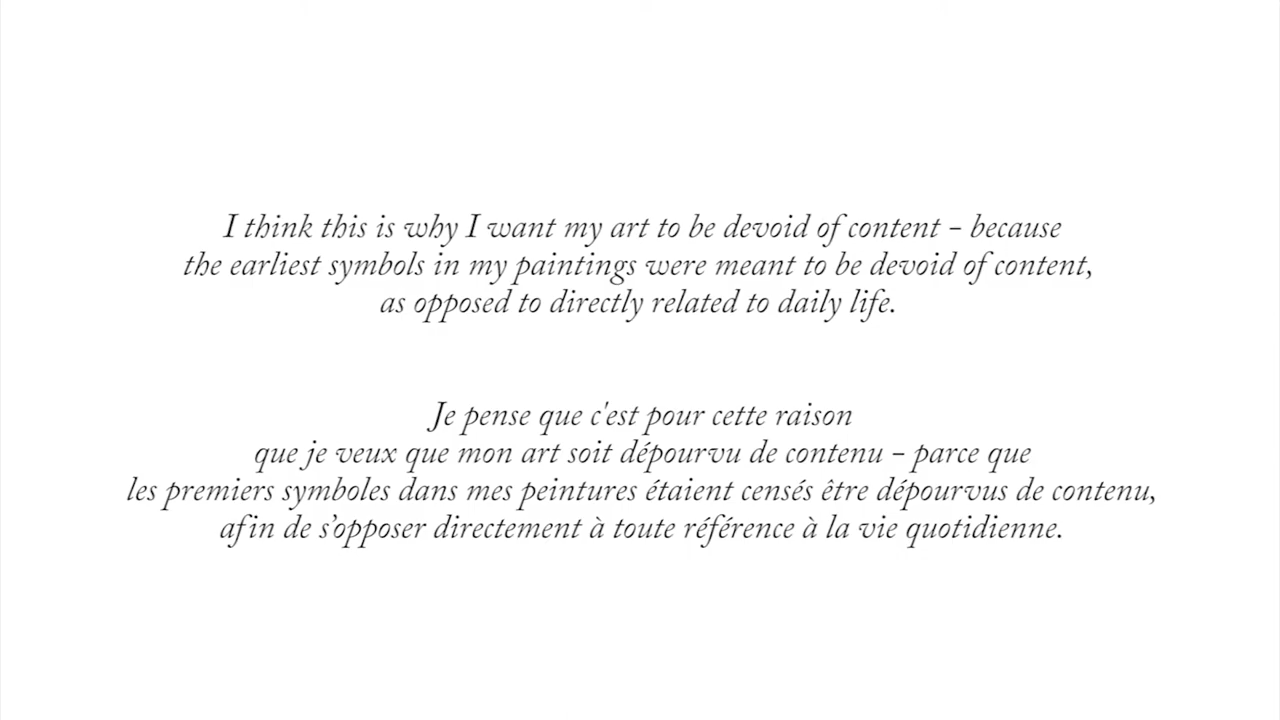 I think this is why I want my art to be devoid of content – because
the earliest symbols in my paintings were meant to be devoid of content,
as opposed to directly related to daily life.
Je pense que c'est pour cette raison
que je veux que mon art soit dépourvu de contenu – parce que
les premiers symboles dans mes peintures étaient censés être dépourvus de contenu,
afin de s’opposer directement à toute référence à la vie quotidienne.